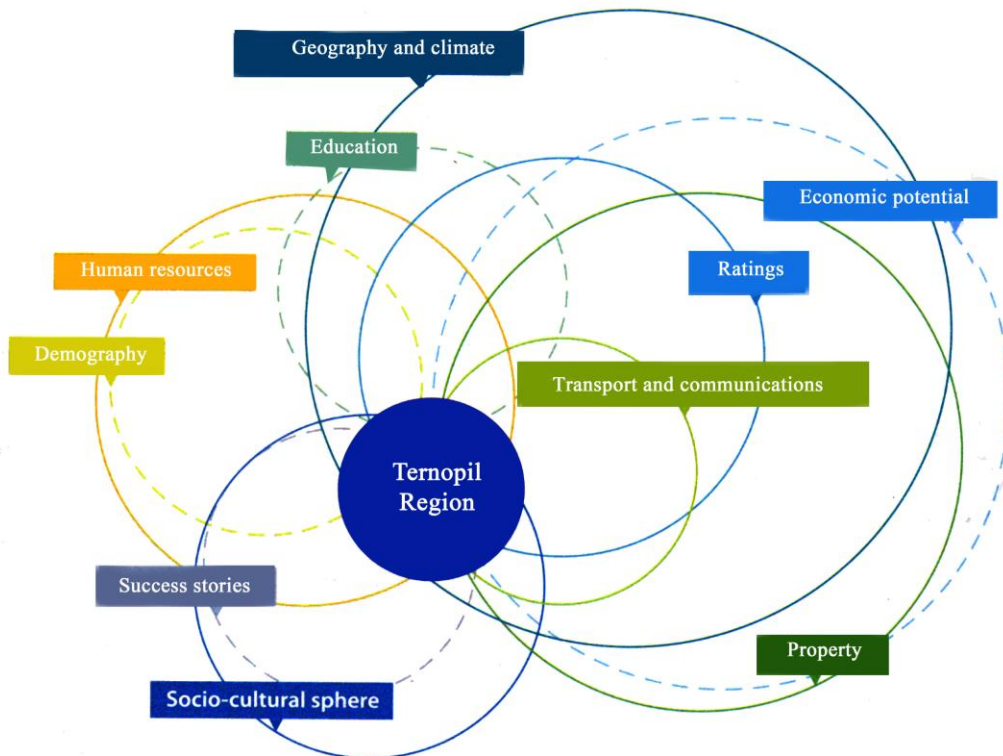 Geography and climate
Education
Economic potential
Human resources
Ratings
Demography
Transport and communications
Ternopil
Region
Success stories
Property
Socio-cultural sphere